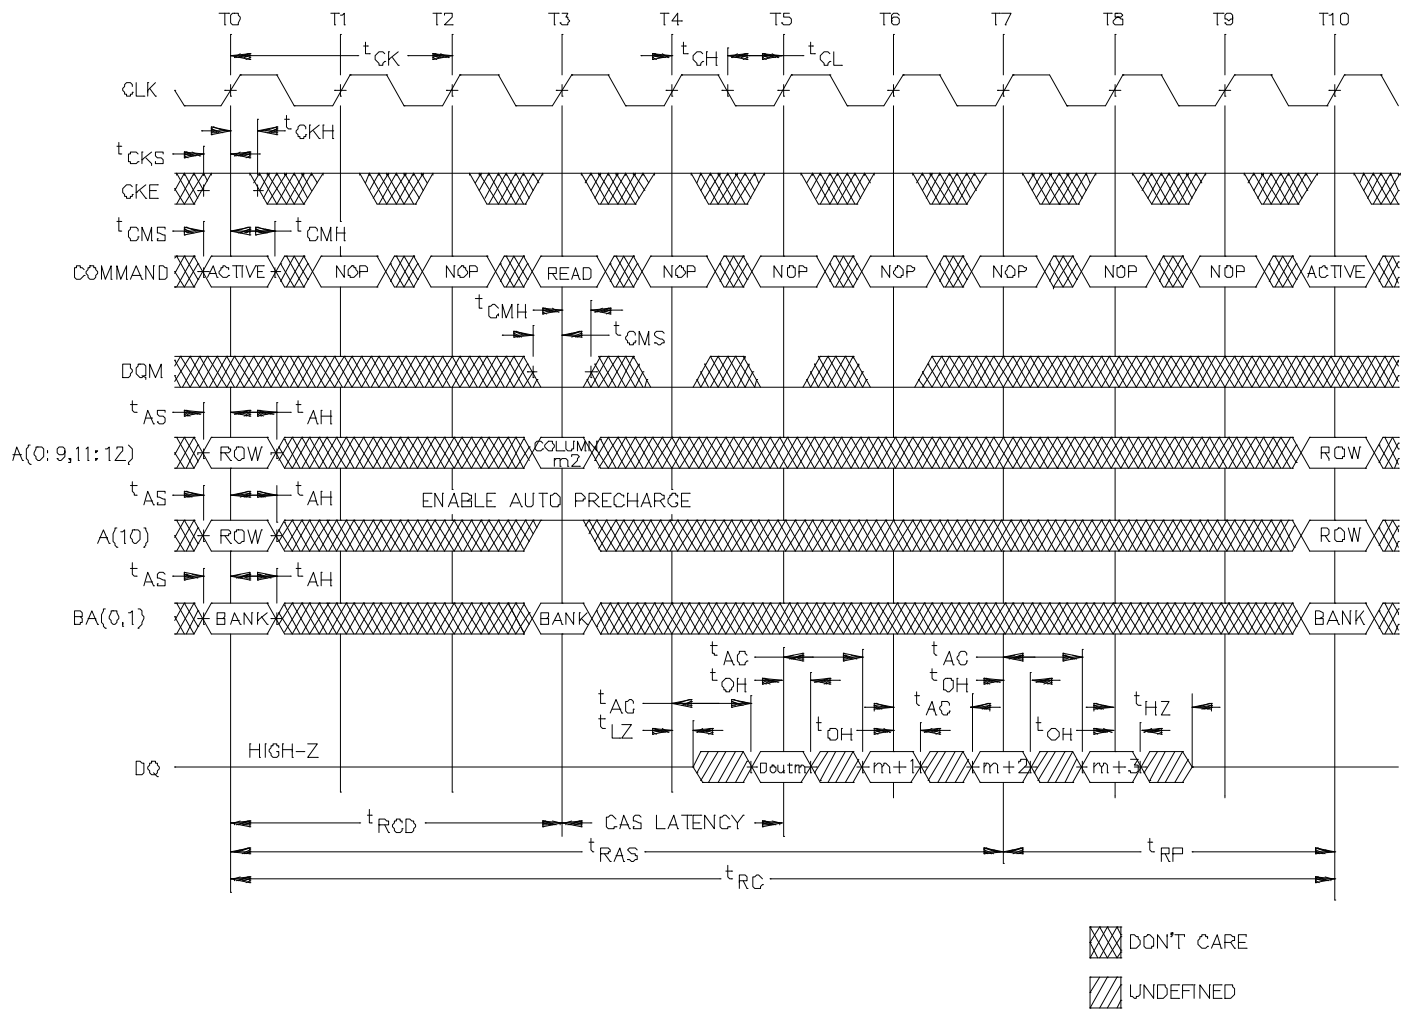 T0 T1 T2 T3 T4 T5 T6 T7 T8 T9 T10
tCK tCH tCL
CLK
tCKH
tCKS
CKE
tCMS tCMH
COMMAND ACTIVE NOP NOP READ NOP NOP NOP NOP NOP NOP ACTIVE
tCMH
tCMS
DQM
tAS tAH
A(0:9,11:12) ROW COLUMN m2 ROW
tAS tAH ENABLE AUTO PRECHARGE
A(10) ROW ROW
tAS tAH
BA(0,1) BANK BANK BANK
tAC tAC
tOH tOH
tAC tAC tHZ
tLZ tOH tOH
HIGH-Z
DQ Doutm m+1 m+2 m+3
tRCD CAS LATENCY
tRAS tRP
tRC
DON'T CARE
UNDEFINED